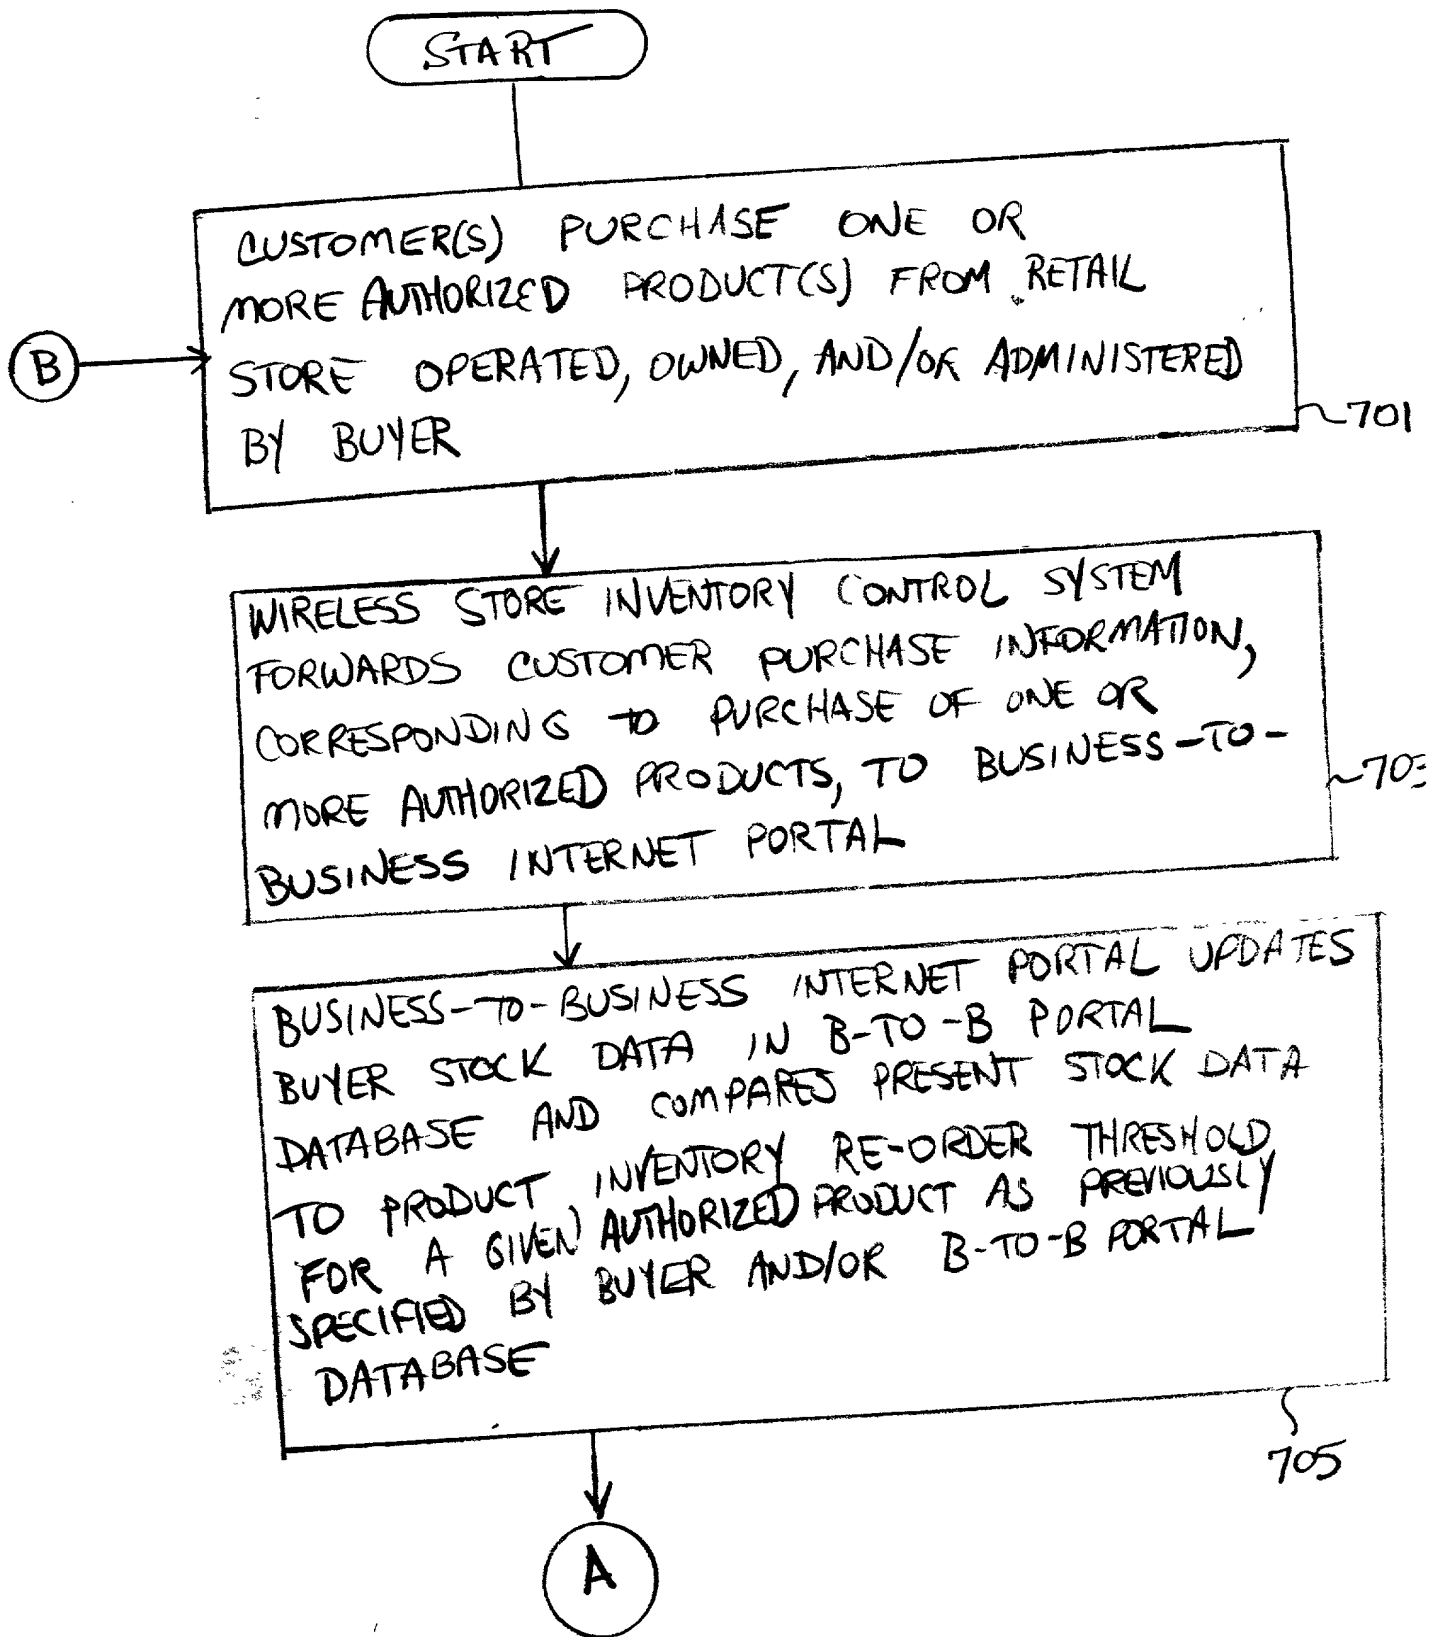 START
CUSTOMER(S) PURCHASE ONE OR
MORE AUTHORIZED PRODUCT(S) FROM RETAIL
B
STORE OPERATED, OWNED, AND/OR ADMINISTERED
BY BUYER
701
WIRELESS STORE INVENTORY CONTROL SYSTEM
FORWARDS CUSTOMER PURCHASE INFORMATION,
CORRESPONDING TO PURCHASE OF ONE OR
MORE AUTHORIZED PRODUCTS, TO BUSINESS-TO-
703
BUSINESS INTERNET PORTAL
BUSINESS-TO-BUSINESS INTERNET PORTAL UPDATES
BUYER STOCK DATA IN B-TO-B PORTAL
DATABASE AND COMPARES PRESENT STOCK DATA
TO PRODUCT INVENTORY RE-ORDER THRESHOLD
FOR A GIVEN AUTHORIZED PRODUCT AS PREVIOUSLY
SPECIFIED BY BUYER AND/OR B-TO-B PORTAL
DATABASE
705
A